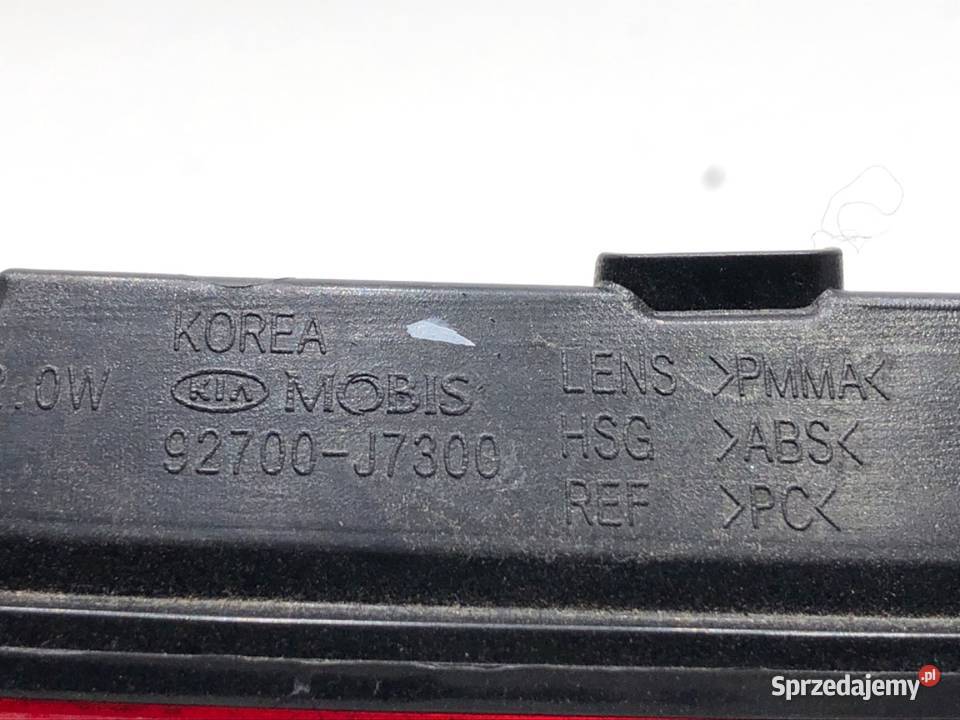 KOREA
.0W KIA MOBIS
92700-J7300
LENS >PMMA<
HSG >ABS<
REF >PC<
Sprzedajemy.pl